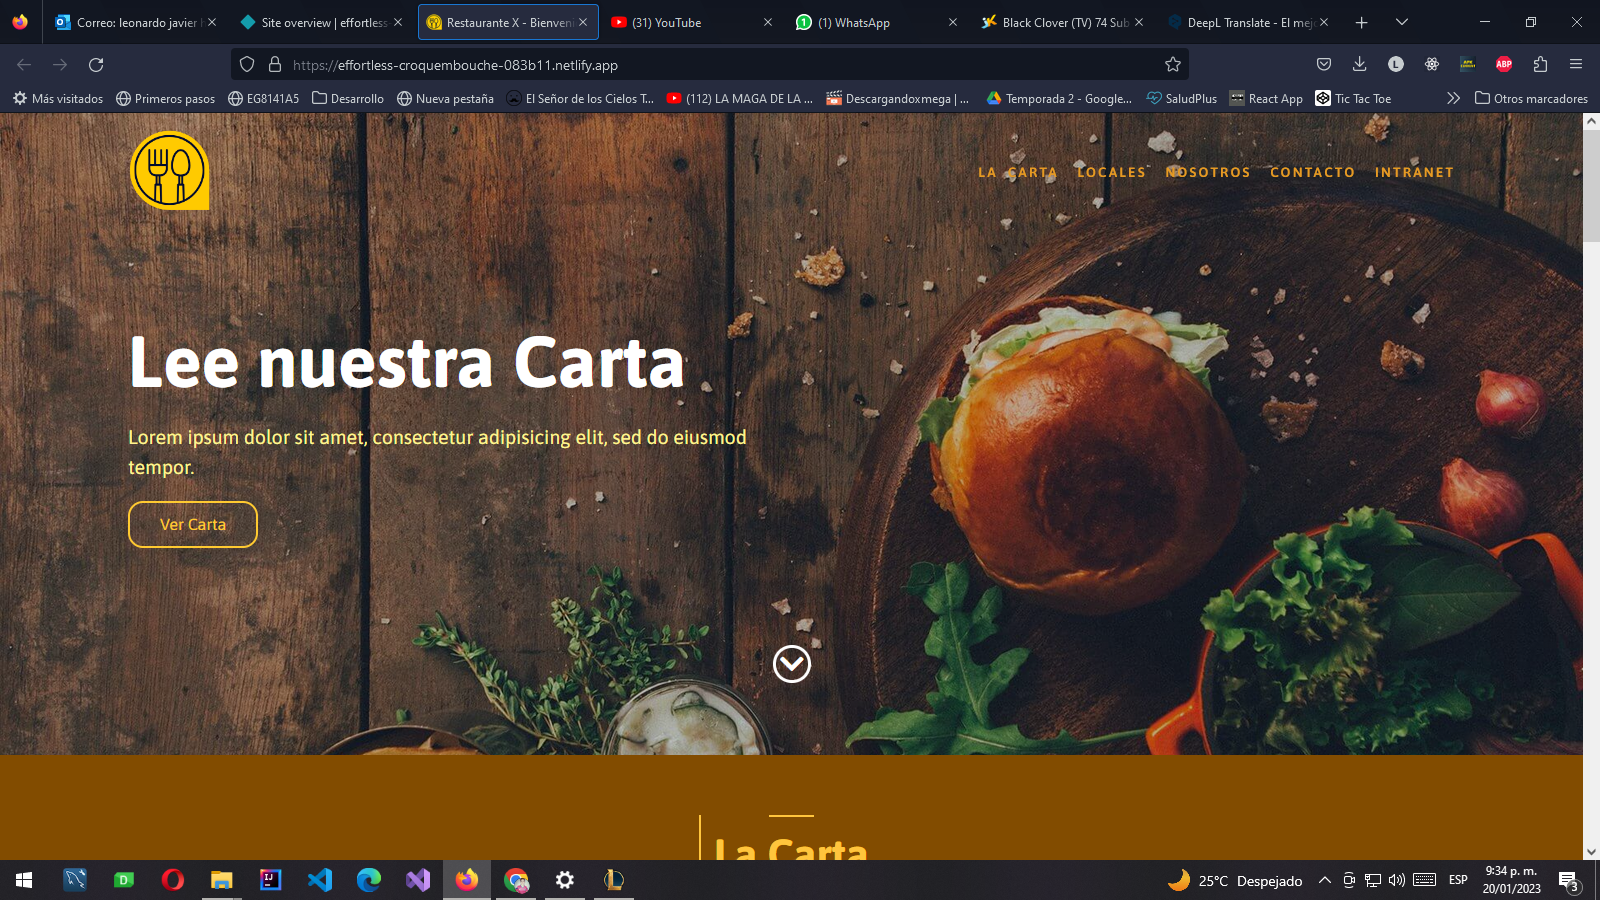 Correo: leonardo javier h
Site overview | effortless-
Restaurante X - Bienveni
(31) YouTube
(1) WhatsApp
Black Clover (TV) 74 Sub
DeepL Translate - El mej
https://effortless-croquembouche-083b11.netlify.app
L
ABP
Más visitados
Primeros pasos
EG8141A5
Desarrollo
Nueva pestaña
El Señor de los Cielos T...
(112) LA MAGA DE LA ...
Descargandoxmega | ...
Temporada 2 - Google...
SaludPlus
React App
Tic Tac Toe
Otros marcadores
LA CARTA LOCALES NOSOTROS CONTACTO INTRANET
Lee nuestra Carta
Lorem ipsum dolor sit amet, consectetur adipisicing elit, sed do eiusmod
tempor.
Ver Carta
La Carta
25°C Despejado
ESP
9:34 p. m.
20/01/2023
3